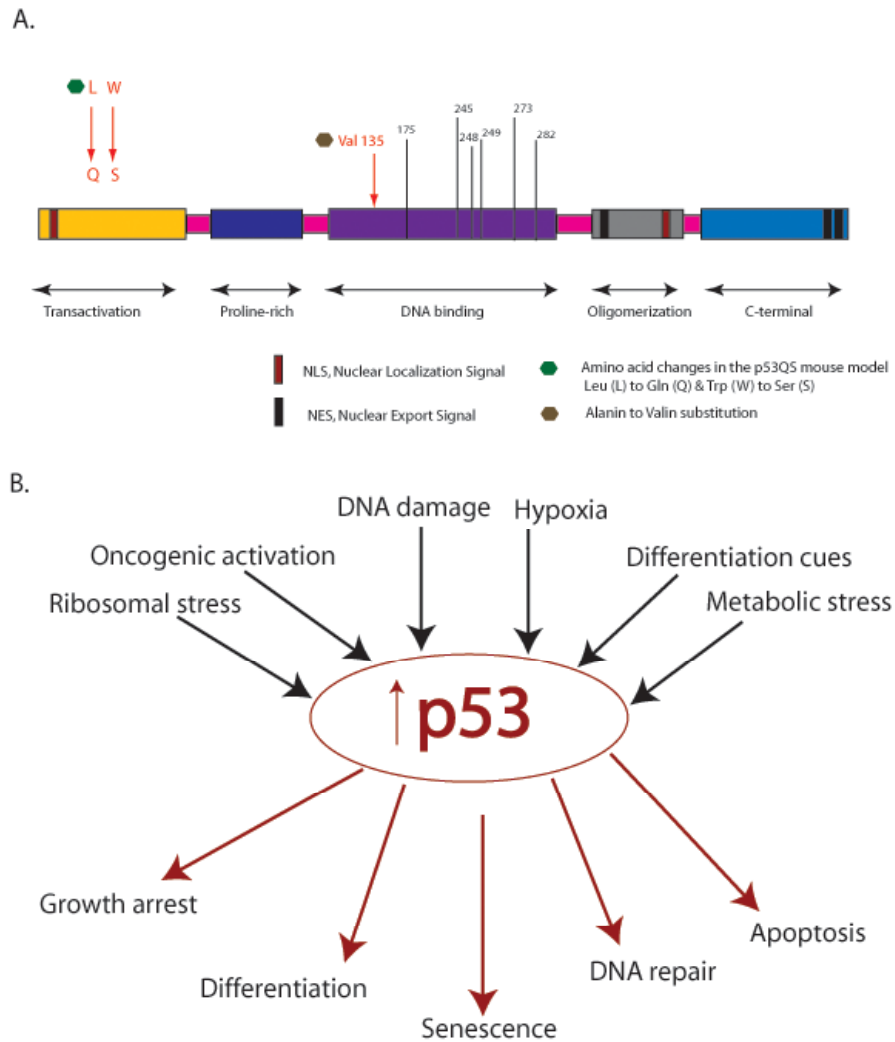 A.
L W
Q S
Val 135
175
245
248
249
273
282
Transactivation
Proline-rich
DNA binding
Oligomerization
C-terminal
NLS, Nuclear Localization Signal
NES, Nuclear Export Signal
Amino acid changes in the p53QS mouse model
Leu (L) to Gln (Q) & Trp (W) to Ser (S)
Alanin to Valin substitution
B.
DNA damage
Hypoxia
Oncogenic activation
Differentiation cues
Ribosomal stress
Metabolic stress
p53
Growth arrest
Apoptosis
Differentiation
DNA repair
Senescence